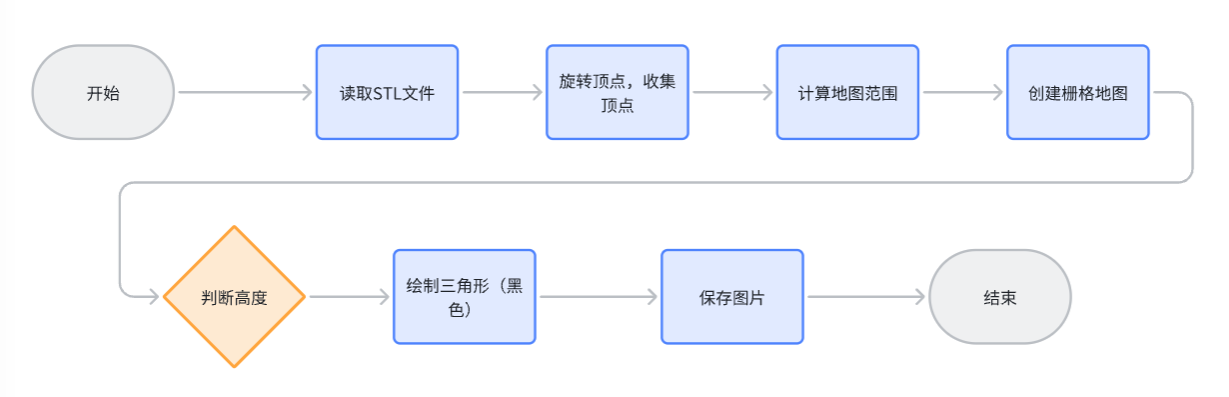 开始
读取STL文件
旋转顶点，收集
顶点
计算地图范围
创建栅格地图
判断高度
绘制三角形（黑
色）
保存图片
结束